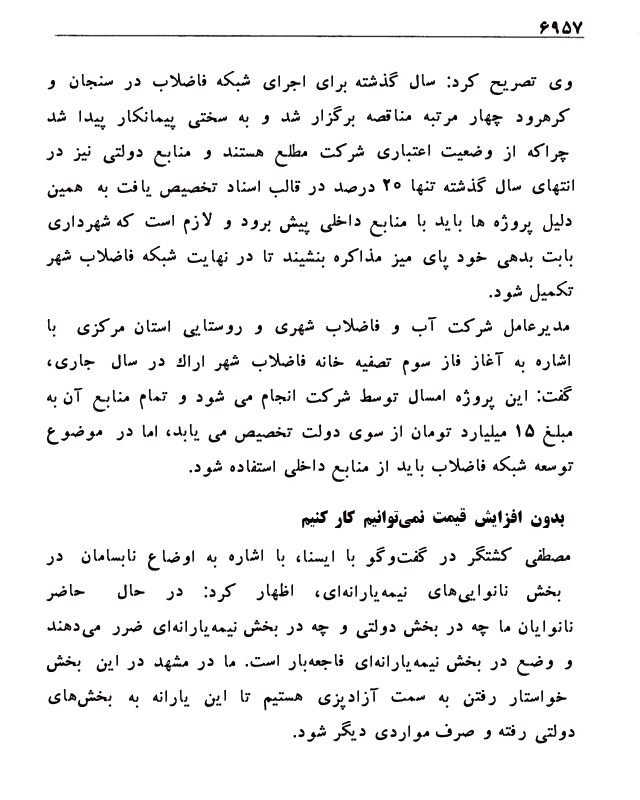 ۶۹۵۷
وی تصریح کرد: سال گذشته برای اجرای شبکه فاضلاب در سنجان و
کرهرود چهار مرتبه مناقصه برگزار شد و به سختی پیمانکار پیدا شد
چراکه از وضعیت اعتباری شرکت مطلع هستند و منابع دولتی نیز در
انتهای سال گذشته تنها ۲۰ درصد در قالب اسناد تخصیص یافت به همین
دلیل پروژه ها باید با منابع داخلی پیش برود و لازم است که شهرداری
بابت بدهی خود پای میز مذاکره بنشیند تا در نهایت شبکه فاضلاب شهر
تکمیل شود.
مدیرعامل شرکت آب و فاضلاب شهری و روستایی استان مرکزی با
اشاره به آغاز فاز سوم تصفیه خانه فاضلاب شهر اراك در سال جاری،
گفت: این پروژه امسال توسط شرکت انجام می شود و تمام منابع آن به
مبلغ ۱۵ میلیارد تومان از سوی دولت تخصیص می یابد، اما در موضوع
توسعه شبکه فاضلاب باید از منابع داخلی استفاده شود.
بدون افزایش قیمت نمی‌توانیم کار کنیم
مصطفی کشتگر در گفت‌وگو با ایسنا، با اشاره به اوضاع نابسامان در
بخش نانوایی‌های نیمه‌یارانه‌ای، اظهار کرد: در حال حاضر
نانوایان ما چه در بخش دولتی و چه در بخش نیمه‌یارانه‌ای ضرر می‌دهند
و وضع در بخش نیمه‌یارانه‌ای فاجعه‌بار است. ما در مشهد در این بخش
خواستار رفتن به سمت آزادپزی هستیم تا این یارانه به بخش‌های
دولتی رفته و صرف مواردی دیگر شود.